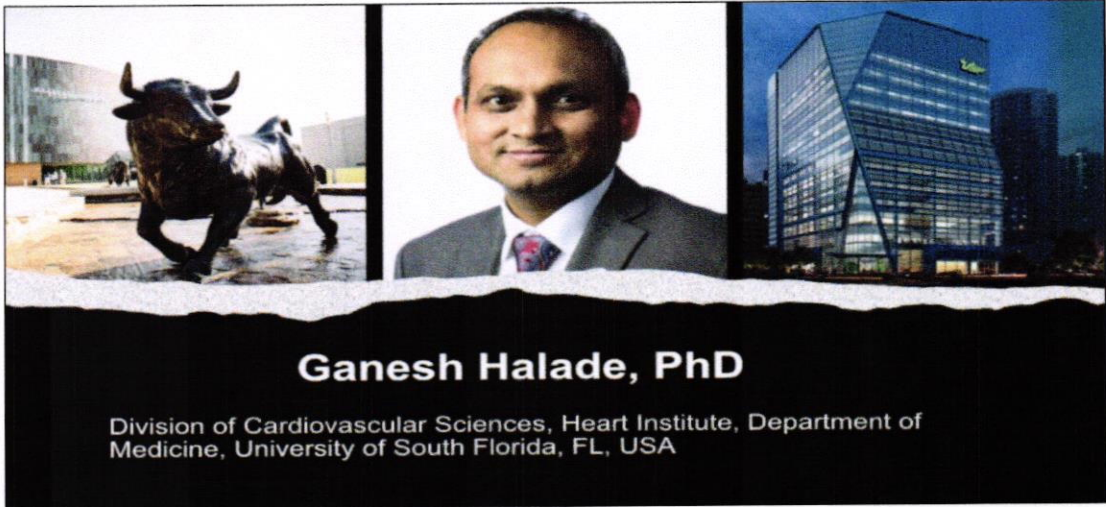 Ganesh Halade, PhD
Division of Cardiovascular Sciences, Heart Institute, Department of
Medicine, University of South Florida, FL, USA